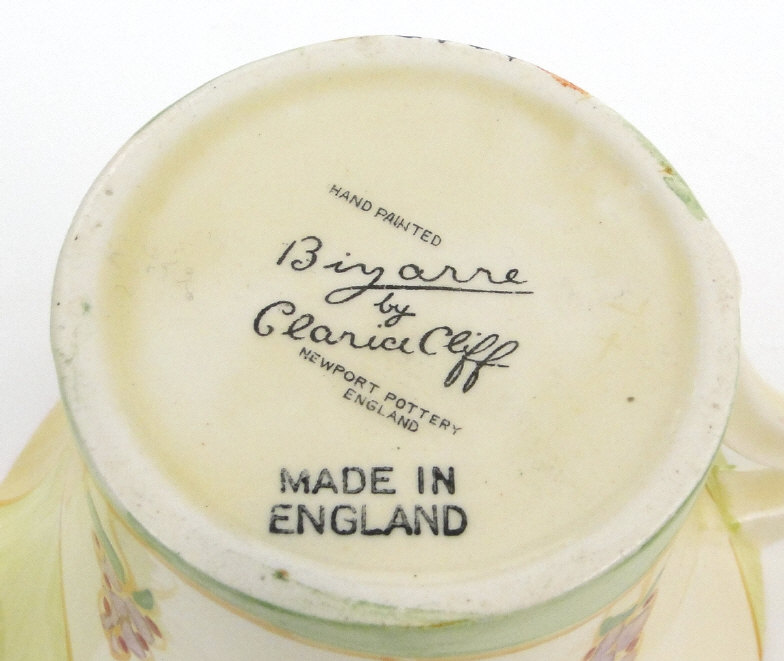 HAND PAINTED
Bizarre
by
Clarice Cliff
NEWPORT POTTERY
ENGLAND
MADE IN
ENGLAND